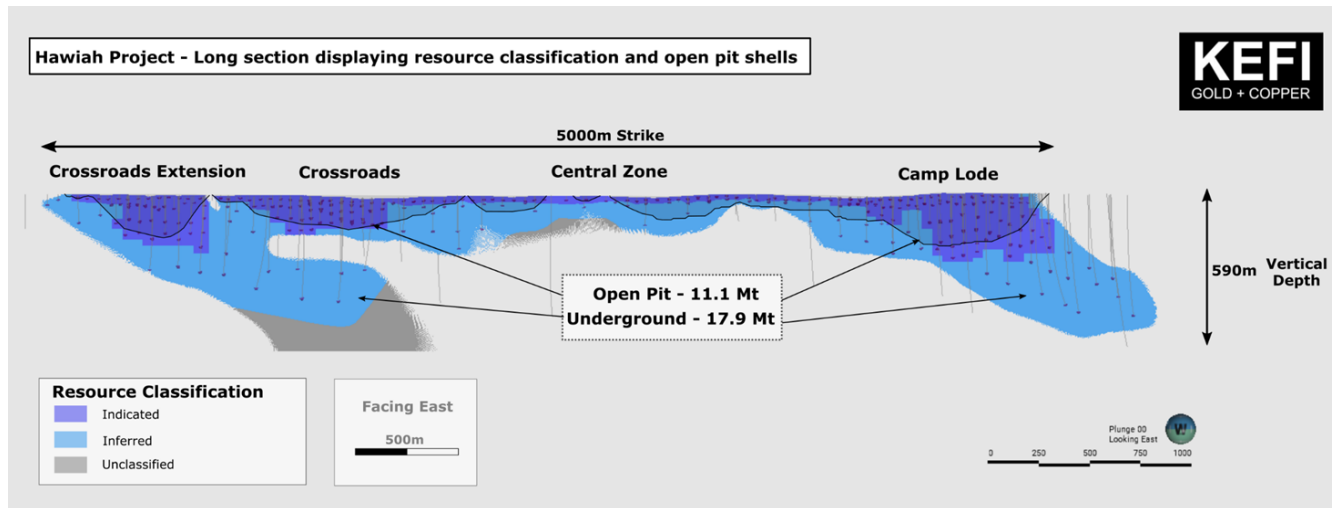 Hawiah Project - Long section displaying resource classification and open pit shells
KEFI
GOLD + COPPER
5000m Strike
Crossroads Extension
Crossroads
Central Zone
Camp Lode
590m
Vertical
Depth
Open Pit - 11.1 Mt
Underground - 17.9 Mt
Resource Classification
Indicated
Inferred
Unclassified
Facing East
500m
Plunge 00
Looking East
W
0 250 500 750 1000